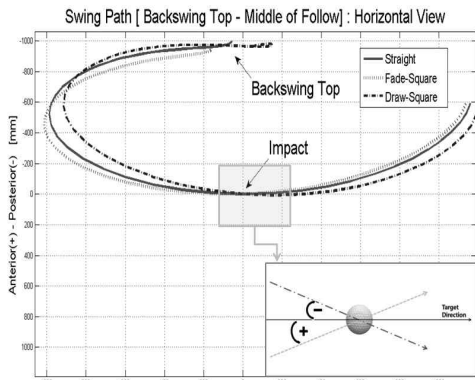 Swing Path [ Backswing Top - Middle of Follow] : Horizontal View
Straight
Fade-Square
Draw-Square
Backswing Top
Impact
Anterior(+) - Posterior(-) [mm]
-1000
-800
-600
-400
-200
0
200
400
600
800
1000
Target
Direction
(-)
(+)